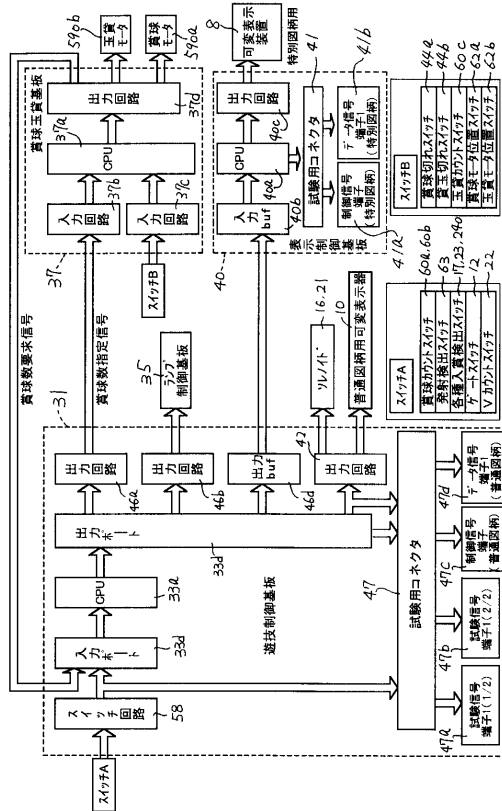 賞球数要求信号
賞球数指定信号
31
遊技制御基板
スイッチA
スイッチ回路
58
入力ポート
33d
CPU
33a
出力ポート
33d
出力回路
46a
出力回路
46b
出力buf
46d
出力回路
42
ランプ制御基板
35
ソレノイド
16,21
普通図柄用可変表示器
10
試験用コネクタ
47
試験信号端子1(1/2)
47a
試験信号端子1(2/2)
47b
制御信号端子(普通図柄)
47c
データ信号端子1(普通図柄)
47d
37
賞球玉貸基板
入力回路
37b
入力回路
37c
スイッチB
CPU
37a
出力回路
37d
玉貸モータ
590b
賞球モータ
590a
40
表示制御基板
入力buf
40b
CPU
40a
出力回路
40c
特別図柄用
可変表示装置
8
試験用コネクタ
41
制御信号端子(特別図柄)
41a
データ信号端子1(特別図柄)
41b
スイッチA
賞球カウントスイッチ
60a,60b
発射検出スイッチ
63
各種入賞検出スイッチ
17,23,24a
ゲートスイッチ
12
Vカウントスイッチ
22
スイッチB
賞球切れスイッチ
44a
貸玉切れスイッチ
44b
玉貸カウントスイッチ
60c
賞球モータ位置スイッチ
62a
玉貸モータ位置スイッチ
62b